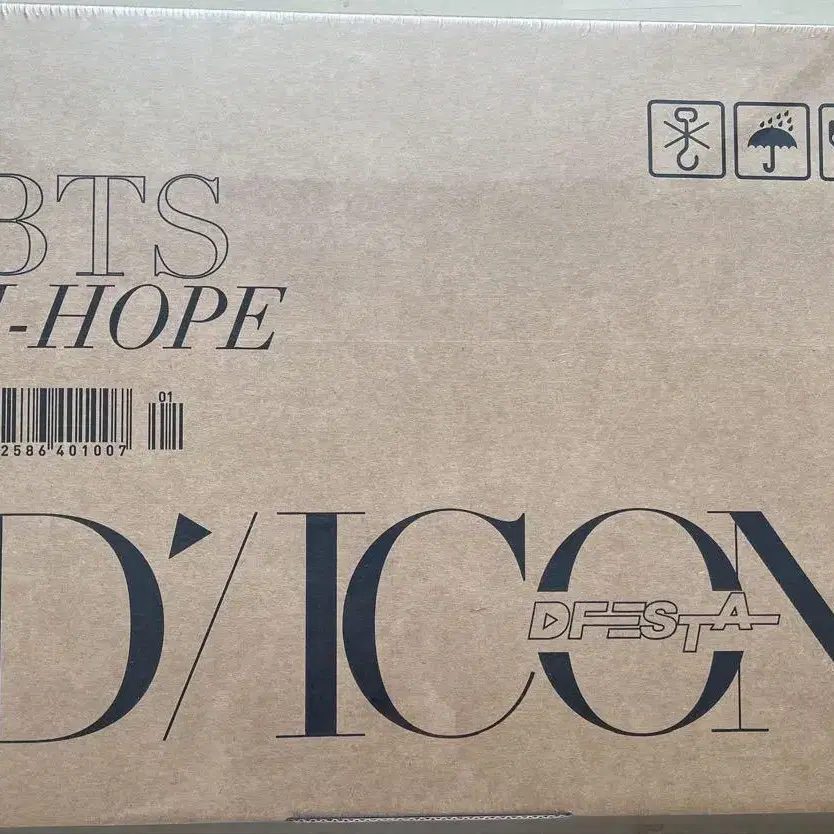 BTS
-HOPE
01
2586 401007
D'/ICON
DFESTA